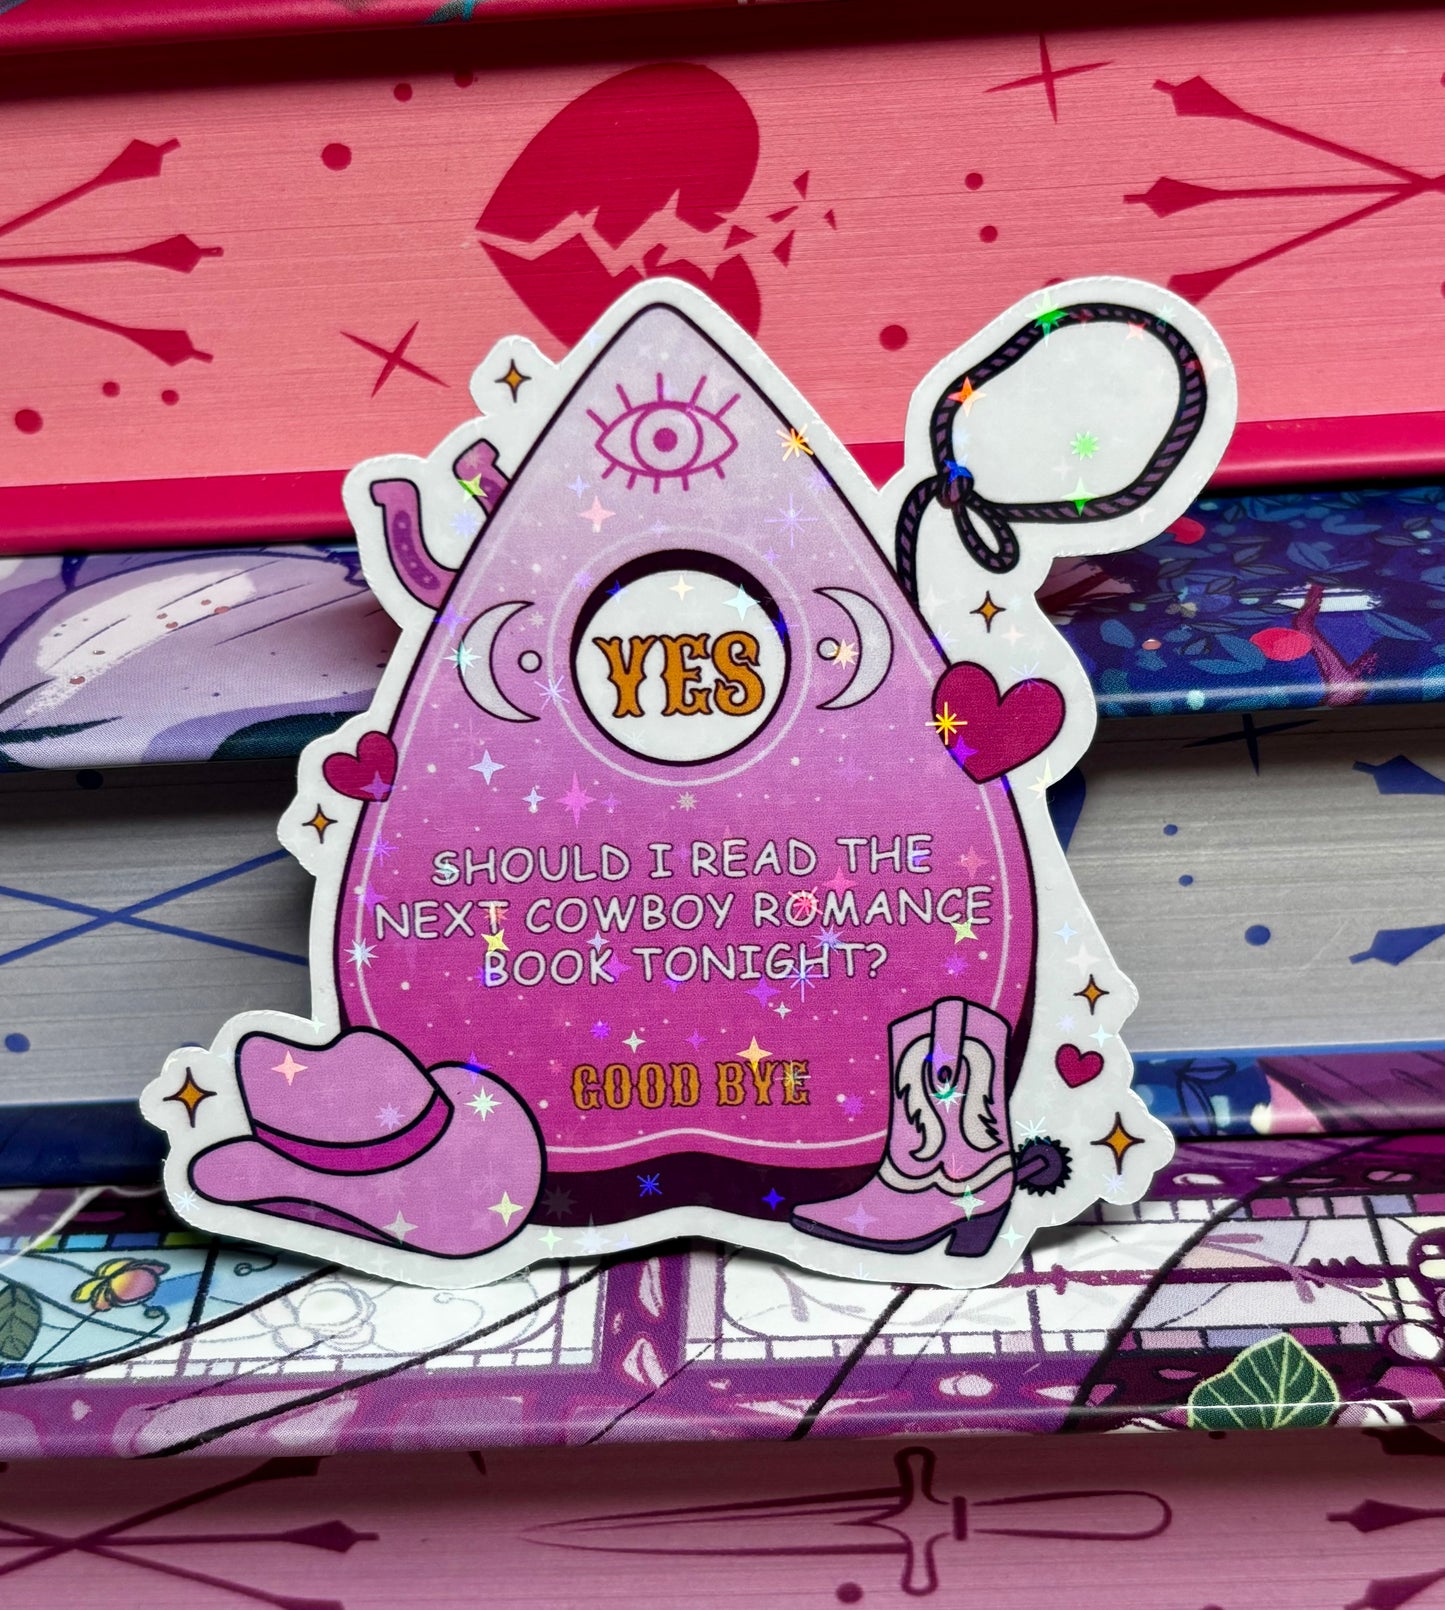 YES
SHOULD I READ THE
NEXT COWBOY ROMANCE
BOOK TONIGHT?
GOOD BYE